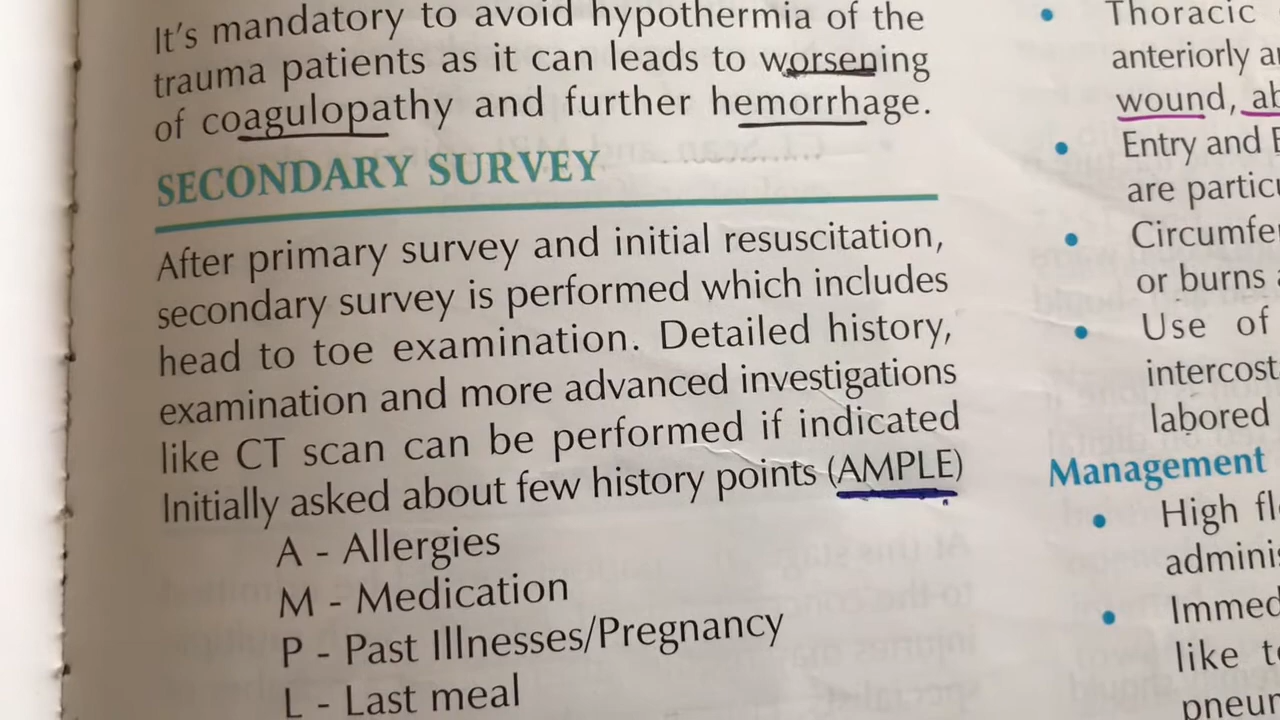 It's mandatory to avoid hypothermia of the
trauma patients as it can leads to worsening
of coagulopathy and further hemorrhage.
SECONDARY SURVEY
After primary survey and initial resuscitation,
secondary survey is performed which includes
head to toe examination. Detailed history,
examination and more advanced investigations
like CT scan can be performed if indicated
Initially asked about few history points (AMPLE)
A - Allergies
M - Medication
P - Past Illnesses/Pregnancy
L - Last meal
• Thoracic
anteriorly
wound,
• Entry and
are
•
or burns
• Use of
labored
Management
• High
•
like